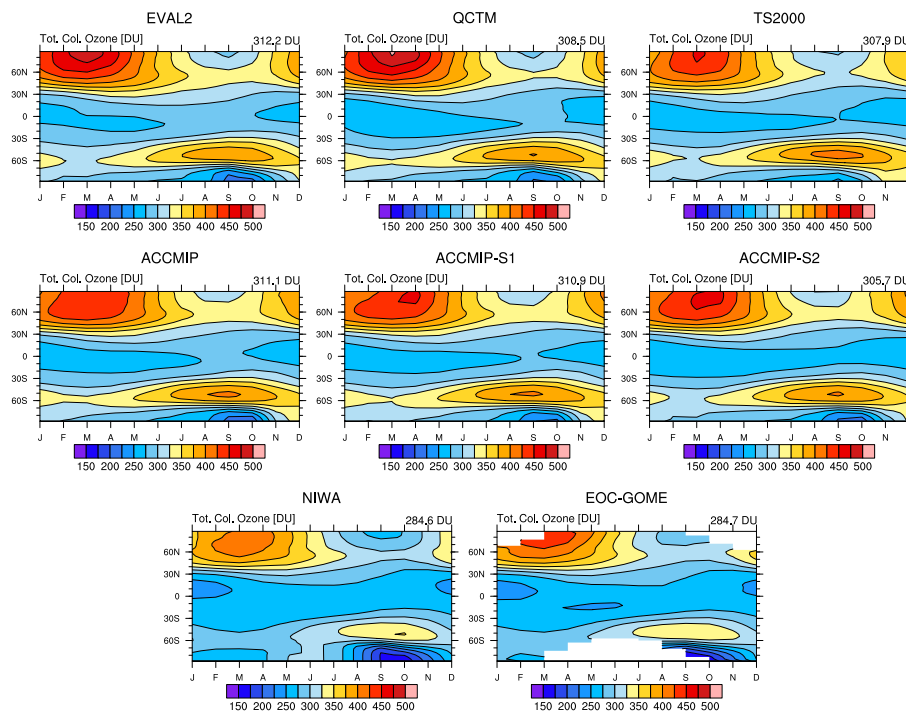 EVAL2 QCTM TS2000
Tot. Col. Ozone [DU] 312.2 DU Tot. Col. Ozone [DU] 308.5 DU Tot. Col. Ozone [DU] 307.9 DU
60N 60N 60N
30N 30N 30N
0 0 0
30S 30S 30S
60S 60S 60S
J F M A M J J A S O N D J F M A M J J A S O N D J F M A M J J A S O N
150 200 250 300 350 400 450 500 150 200 250 300 350 400 450 500 150 200 250 300 350 400 450 500
ACCMIP ACCMIP-S1 ACCMIP-S2
Tot. Col. Ozone [DU] 311.1 DU Tot. Col. Ozone [DU] 310.9 DU Tot. Col. Ozone [DU] 305.7 DU
60N 60N 60N
30N 30N 30N
0 0 0
30S 30S 30S
60S 60S 60S
J F M A M J J A S O N D J F M A M J J A S O N D J F M A M J J A S O N
150 200 250 300 350 400 450 500 150 200 250 300 350 400 450 500 150 200 250 300 350 400 450 500
NIWA EOC-GOME
Tot. Col. Ozone [DU] 284.6 DU Tot. Col. Ozone [DU] 284.7 DU
60N 60N
30N 30N
0 0
30S 30S
60S 60S
J F M A M J J A S O N D J F M A M J J A S O N D
150 200 250 300 350 400 450 500 150 200 250 300 350 400 450 500